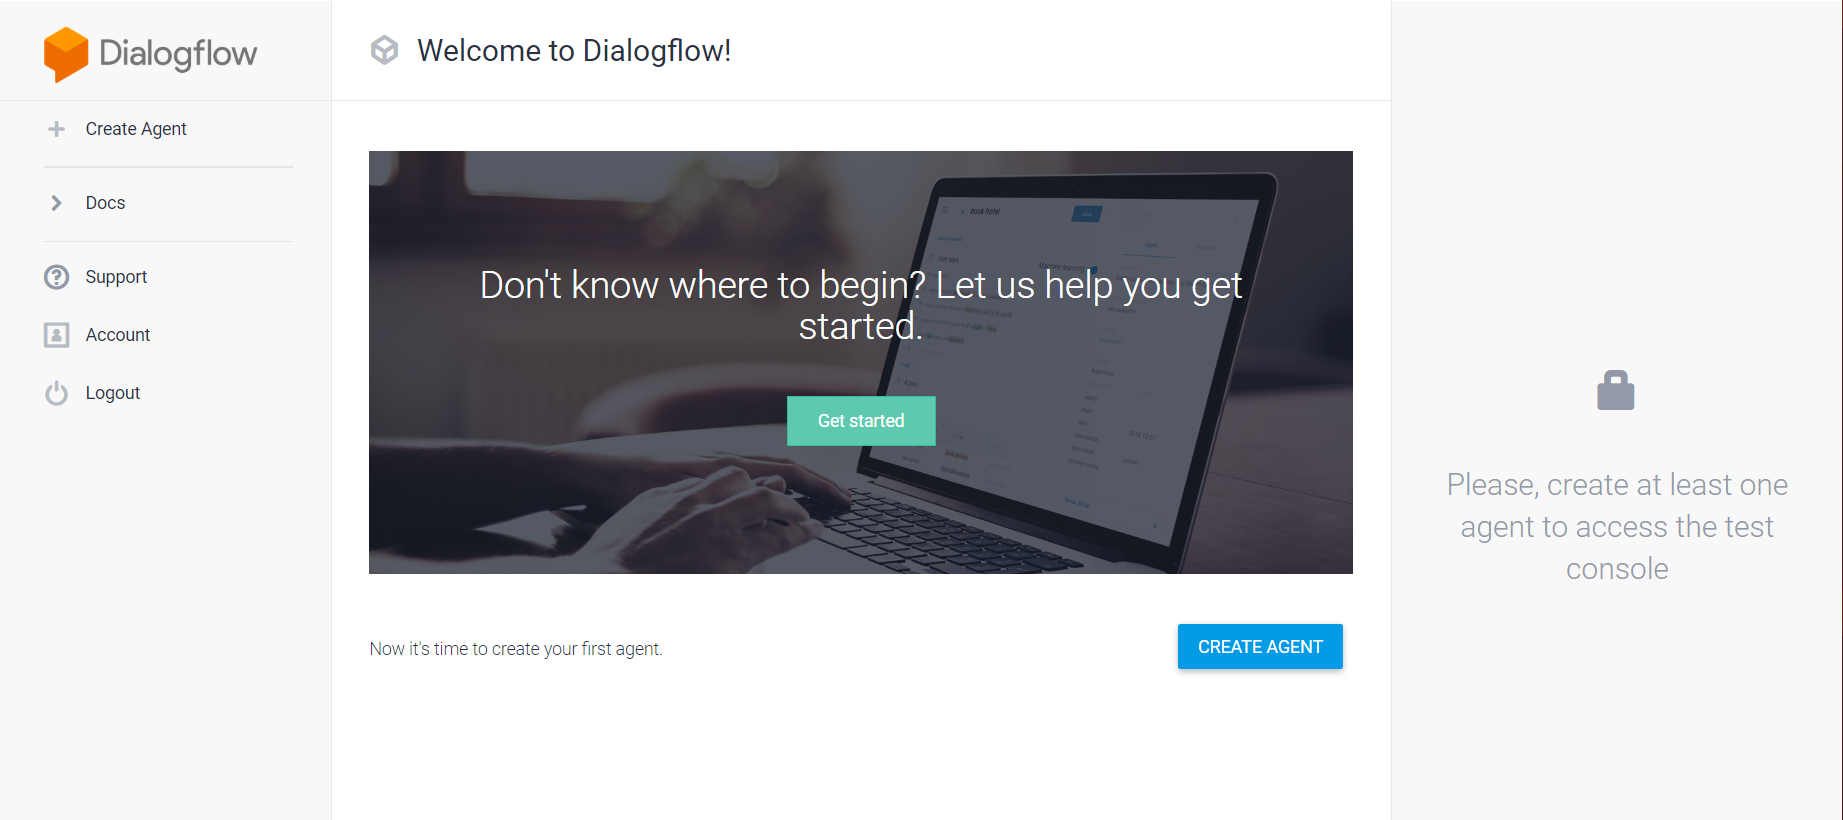 Dialogflow
Create Agent
Docs
Support
Account
Logout
Welcome to Dialogflow!
book hotel
Don't know where to begin? Let us help you get
started.
Get started
Now it's time to create your first agent.
CREATE AGENT
Please, create at least one
agent to access the test
console